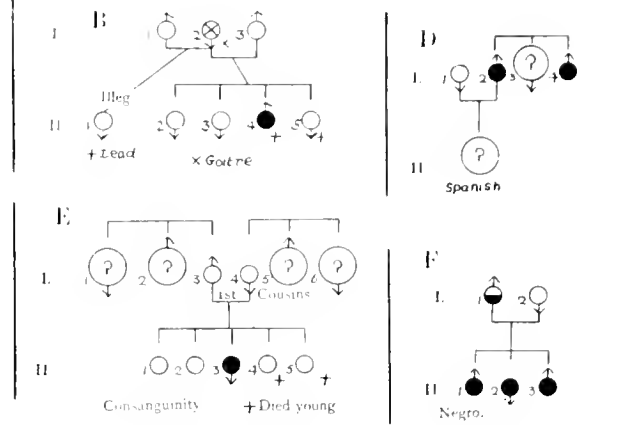 B
I
1 2 3
×
Illeg
II
1 2 3 4 5
+ + 
+ Lead
× Goitre
D
I.
1 2 3 4
?
II
?
Spanish
E
I.
1 2 3 4 5 6
? ? ? ?
1st Cousins
II
1 2 3 4 5
+ +
Consanguinity
+ Died young
F
I.
1 2
II
1 2 3
Negro.